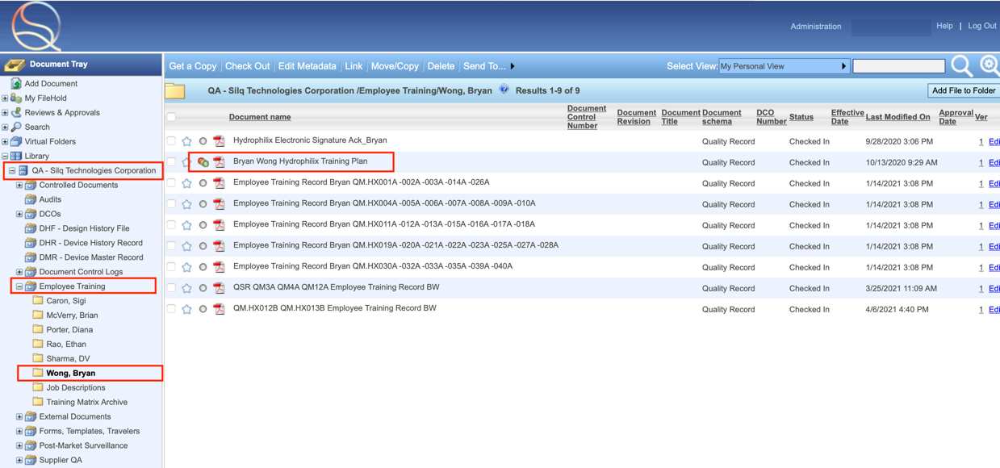 Administration
Help | Log Out
Document Tray
Get a Copy Check Out Edit Metadata Link Move/Copy Delete Send To...
Select View: My Personal View
Add Document
My FileHold
Reviews & Approvals
Search
Virtual Folders
Library
QA - Silq Technologies Corporation
Controlled Documents
Audits
DCOs
DHF - Design History File
DHR - Device History Record
DMR - Device Master Record
Document Control Logs
Employee Training
Caron, Sigi
McVerry, Brian
Porter, Diana
Rao, Ethan
Sharma, DV
Wong, Bryan
Job Descriptions
Training Matrix Archive
External Documents
Forms, Templates, Travelers
Post-Market Surveillance
Supplier QA
QA - Silq Technologies Corporation /Employee Training/Wong, Bryan Results 1-9 of 9
Add File to Folder
Document name Document Control Number Document Revision Document Title Document schema DCO Number Status Effective Date Last Modified On Approval Date Ver
Hydrophilix Electronic Signature Ack_Bryan Quality Record Checked In 9/28/2020 3:06 PM 1 Edi
Bryan Wong Hydrophilix Training Plan Quality Record Checked In 10/13/2020 9:29 AM 1 Edi
Employee Training Record Bryan QM.HX001A -002A -003A -014A -026A Quality Record Checked In 1/14/2021 3:08 PM 1 Edi
Employee Training Record Bryan QM.HX004A -005A -006A -007A -008A -009A -010A Quality Record Checked In 1/14/2021 3:08 PM 1 Edi
Employee Training Record Bryan QM.HX011A -012A -013A -015A -016A -017A -018A Quality Record Checked In 1/14/2021 3:08 PM 1 Edi
Employee Training Record Bryan QM.HX019A -020A -021A -022A -023A -025A -027A -028A Quality Record Checked In 1/14/2021 3:08 PM 1 Edi
Employee Training Record Bryan QM.HX030A -032A -033A -035A -039A -040A Quality Record Checked In 1/14/2021 3:08 PM 1 Edi
QSR QM3A QM4A QM12A Employee Training Record BW Quality Record Checked In 3/25/2021 11:09 AM 1 Edi
QM.HX012B QM.HX013B Employee Training Record BW Quality Record Checked In 4/6/2021 4:40 PM 1 Edi